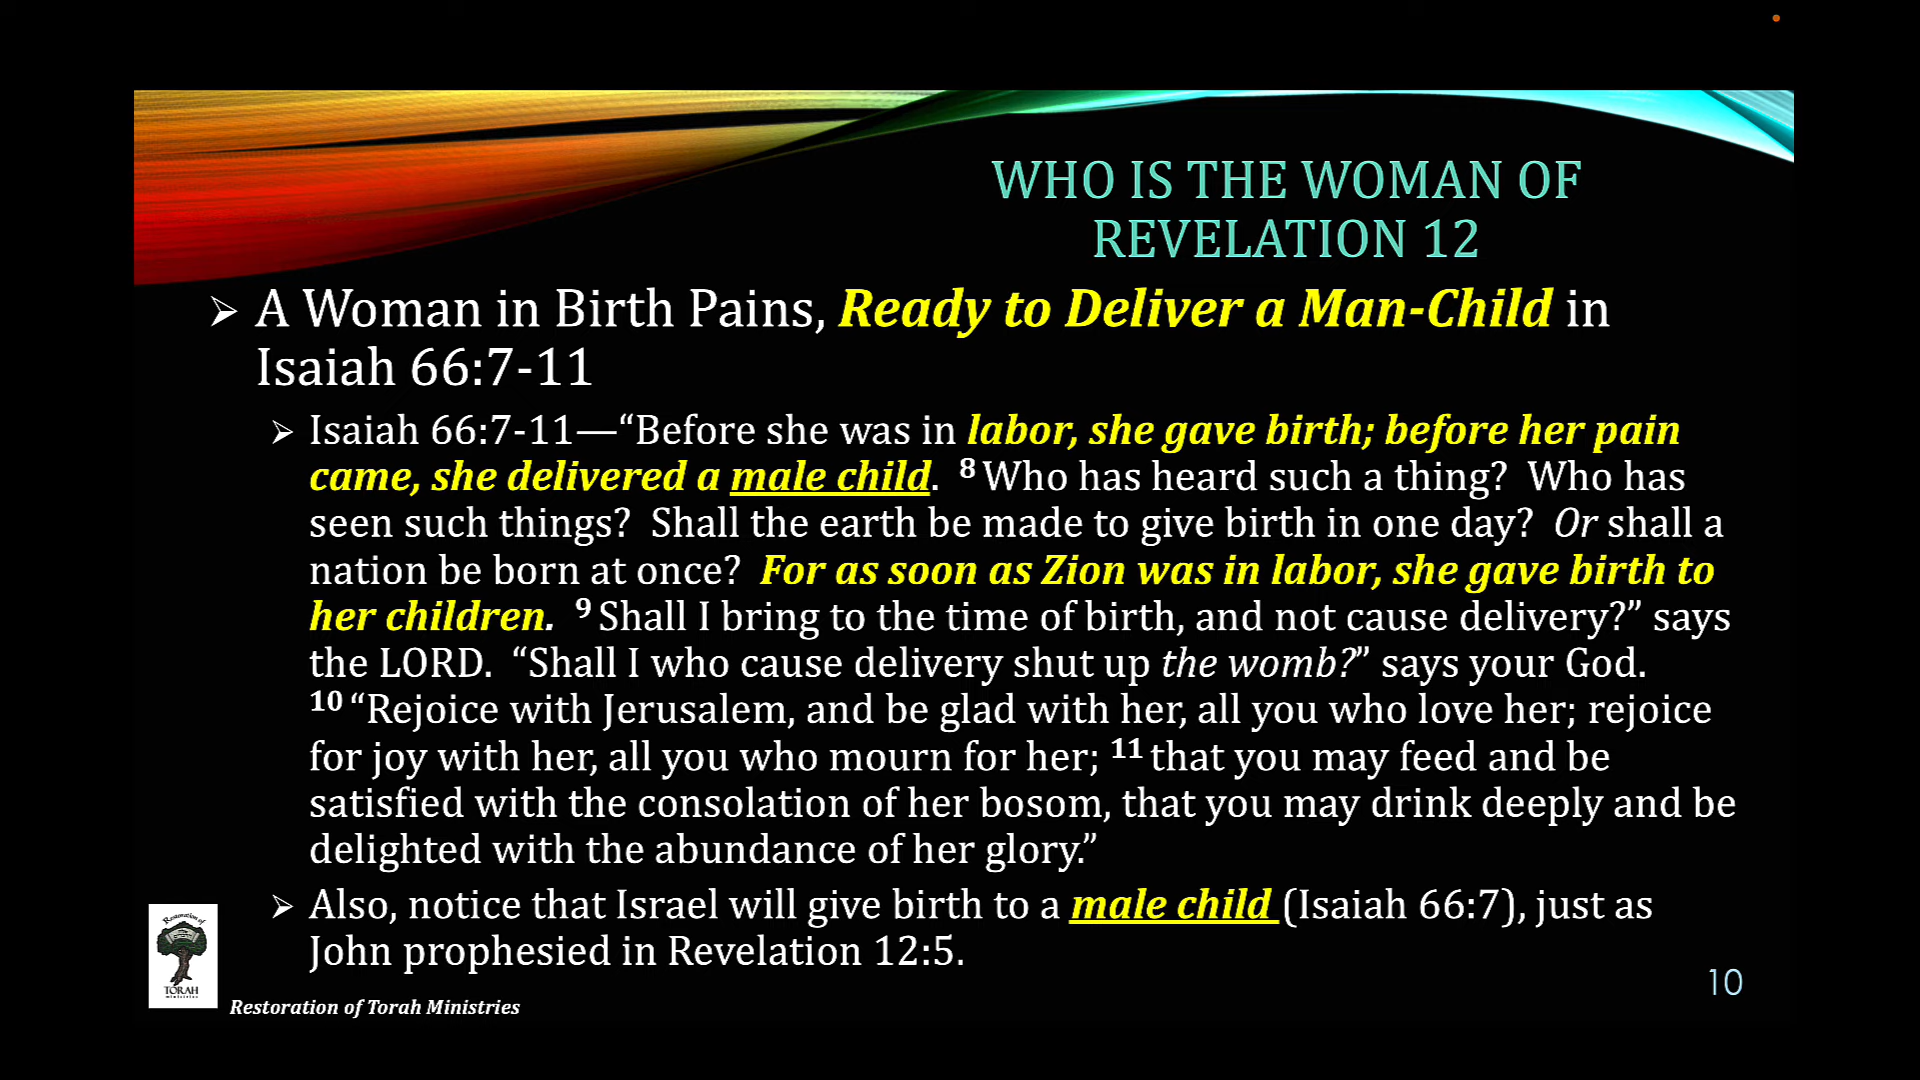 WHO IS THE WOMAN OF
REVELATION 12
➢ A Woman in Birth Pains, Ready to Deliver a Man-Child in
Isaiah 66:7-11
➢ Isaiah 66:7-11—“Before she was in labor, she gave birth; before her pain
came, she delivered a male child. 8 Who has heard such a thing? Who has
seen such things? Shall the earth be made to give birth in one day? Or shall a
nation be born at once? For as soon as Zion was in labor, she gave birth to
her children. 9 Shall I bring to the time of birth, and not cause delivery?” says
the LORD. “Shall I who cause delivery shut up the womb?” says your God.
10 “Rejoice with Jerusalem, and be glad with her, all you who love her; rejoice
for joy with her, all you who mourn for her; 11 that you may feed and be
satisfied with the consolation of her bosom, that you may drink deeply and be
delighted with the abundance of her glory.”
➢ Also, notice that Israel will give birth to a male child (Isaiah 66:7), just as
John prophesied in Revelation 12:5.
Restoration of
TORAH
ministries
Restoration of Torah Ministries
10